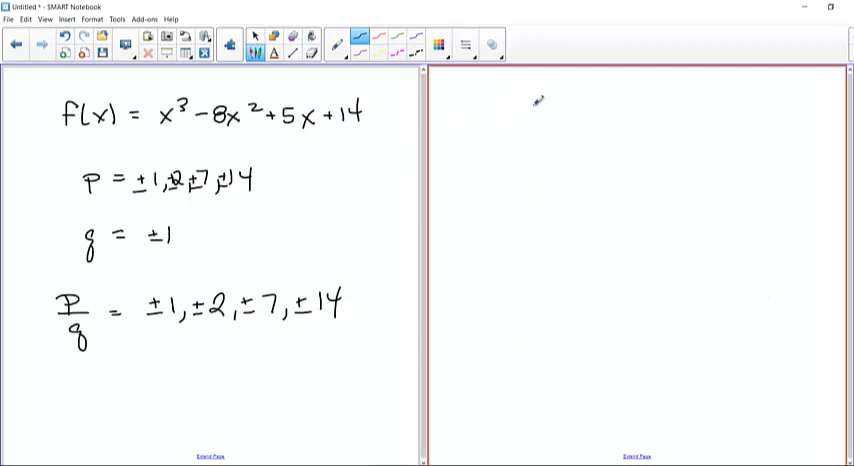 Untitled * - SMART Notebook
File Edit View Insert Format Tools Add-ons Help
A
f(x) = x³ - 8x² + 5x + 14
P = ±1, ±2, ±7, ±14
q = ±1
P/q = ±1, ±2, ±7, ±14
Extend Page
Extend Page